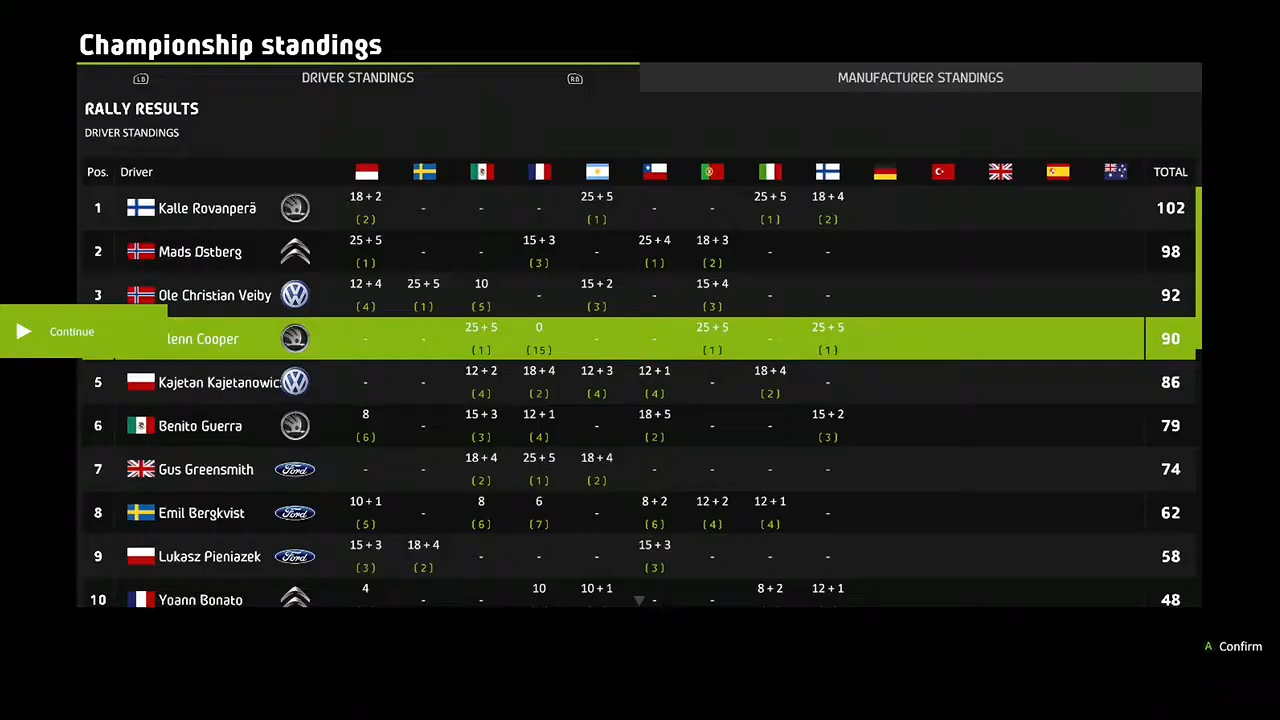 Championship standings
LB DRIVER STANDINGS RB MANUFACTURER STANDINGS
RALLY RESULTS
DRIVER STANDINGS
Pos. Driver TOTAL
18 + 2 - - - 25 + 5 - - 25 + 5 18 + 4
1 Kalle Rovanperä 102
(2) (1) (1) (2)
25 + 5 - - 15 + 3 - 25 + 4 18 + 3 - -
2 Mads Østberg 98
(1) (3) (1) (2)
12 + 4 25 + 5 10 - 15 + 2 - 15 + 4 - -
3 Ole Christian Veiby 92
(4) (1) (5) (3) (3)
- - 25 + 5 0 - - 25 + 5 - 25 + 5
Continue lenn Cooper 90
(1) (15) (1) (1)
- - 12 + 2 18 + 4 12 + 3 12 + 1 - 18 + 4 -
5 Kajetan Kajetanowic 86
(4) (2) (4) (4) (2)
8 - 15 + 3 12 + 1 - 18 + 5 - - 15 + 2
6 Benito Guerra 79
(6) (3) (4) (2) (3)
- - 18 + 4 25 + 5 18 + 4 - - - -
7 Gus Greensmith Ford 74
(2) (1) (2)
10 + 1 - 8 6 - 8 + 2 12 + 2 12 + 1 -
8 Emil Bergkvist Ford 62
(5) (6) (7) (6) (4) (4)
15 + 3 18 + 4 - - - 15 + 3 - - -
9 Lukasz Pieniazek Ford 58
(3) (2) (3)
4 - - 10 10 + 1 - - 8 + 2 12 + 1
10 Yoann Bonato 48
A Confirm